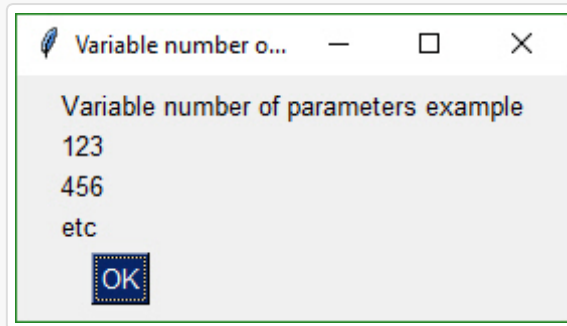 Variable number o...
Variable number of parameters example
123
456
etc
OK